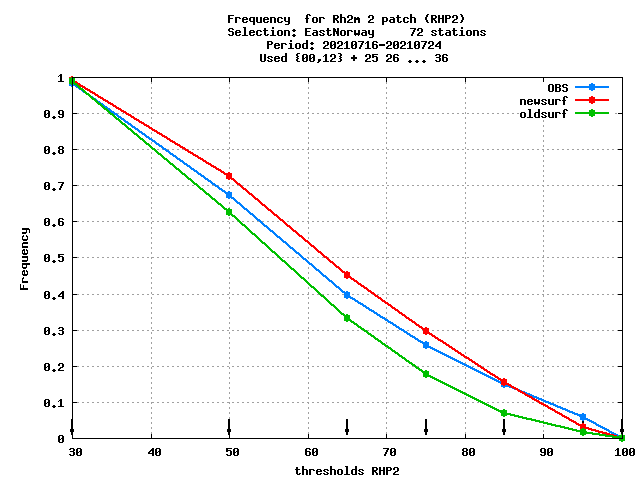 Frequency  for Rh2m 2 patch (RHP2)
Selection: EastNorway     72 stations
Period: 20210716-20210724
Used {00,12} + 25 26 ... 36
OBS
newsurf
oldsurf
1
0.9
0.8
0.7
0.6
0.5
0.4
0.3
0.2
0.1
0
Frequency
30 40 50 60 70 80 90 100
thresholds RHP2